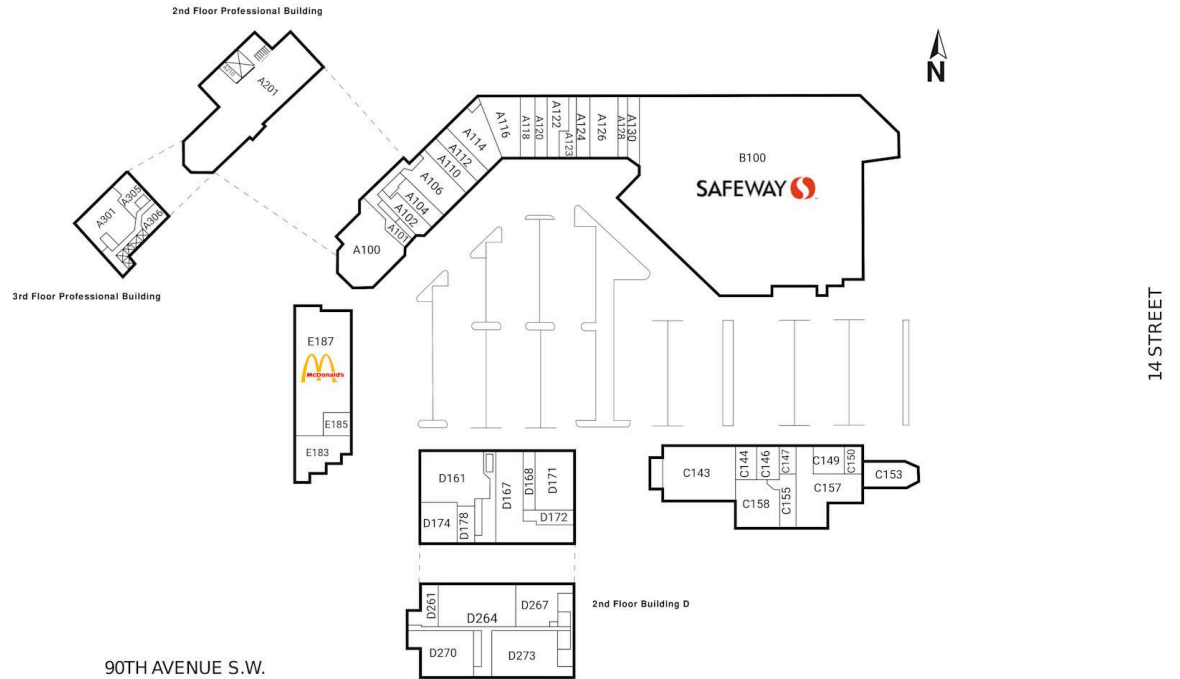 2nd Floor Professional Building
A210
A201
N
A116
A118
A120
A122
A123
A124
A126
A128
A130
A114
A112
A110
A106
A104
A102
A101
A100
B100
SAFEWAY
A301
A305
A306
3rd Floor Professional Building
14 STREET
E187
McDonald's
E185
E183
D161
D167
D168
D171
D172
D174
D178
C143
C144
C146
C147
C149
C150
C153
C158
C155
C157
D261
D264
D267
2nd Floor Building D
D270
D273
90TH AVENUE S.W.